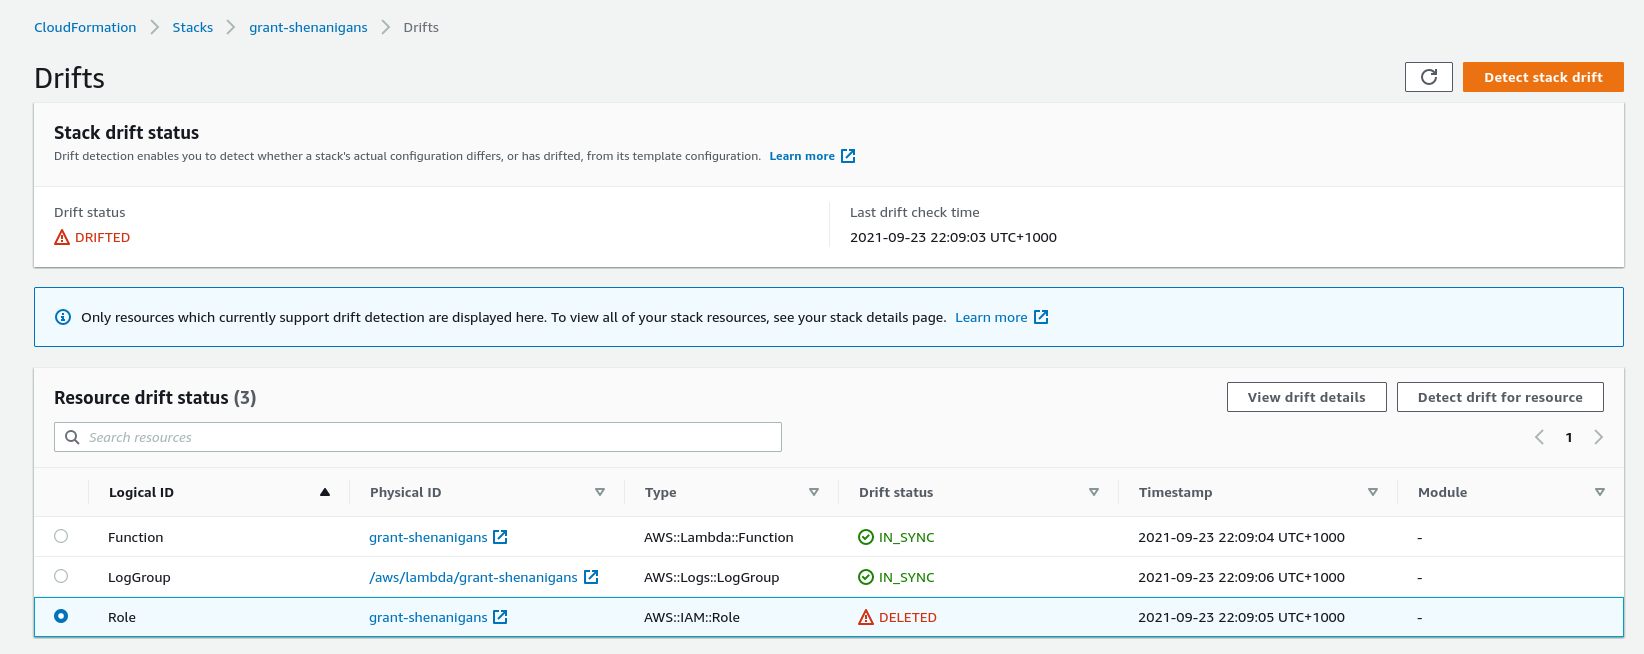 CloudFormation > Stacks > grant-shenanigans > Drifts
Drifts
Detect stack drift
Stack drift status
Drift detection enables you to detect whether a stack's actual configuration differs, or has drifted, from its template configuration. Learn more
Drift status
DRIFTED
Last drift check time
2021-09-23 22:09:03 UTC+1000
Only resources which currently support drift detection are displayed here. To view all of your stack resources, see your stack details page. Learn more
Resource drift status (3)
View drift details
Detect drift for resource
Search resources
1
Logical ID Physical ID Type Drift status Timestamp Module
Function grant-shenanigans AWS::Lambda::Function IN_SYNC 2021-09-23 22:09:04 UTC+1000 -
LogGroup /aws/lambda/grant-shenanigans AWS::Logs::LogGroup IN_SYNC 2021-09-23 22:09:06 UTC+1000 -
Role grant-shenanigans AWS::IAM::Role DELETED 2021-09-23 22:09:05 UTC+1000 -